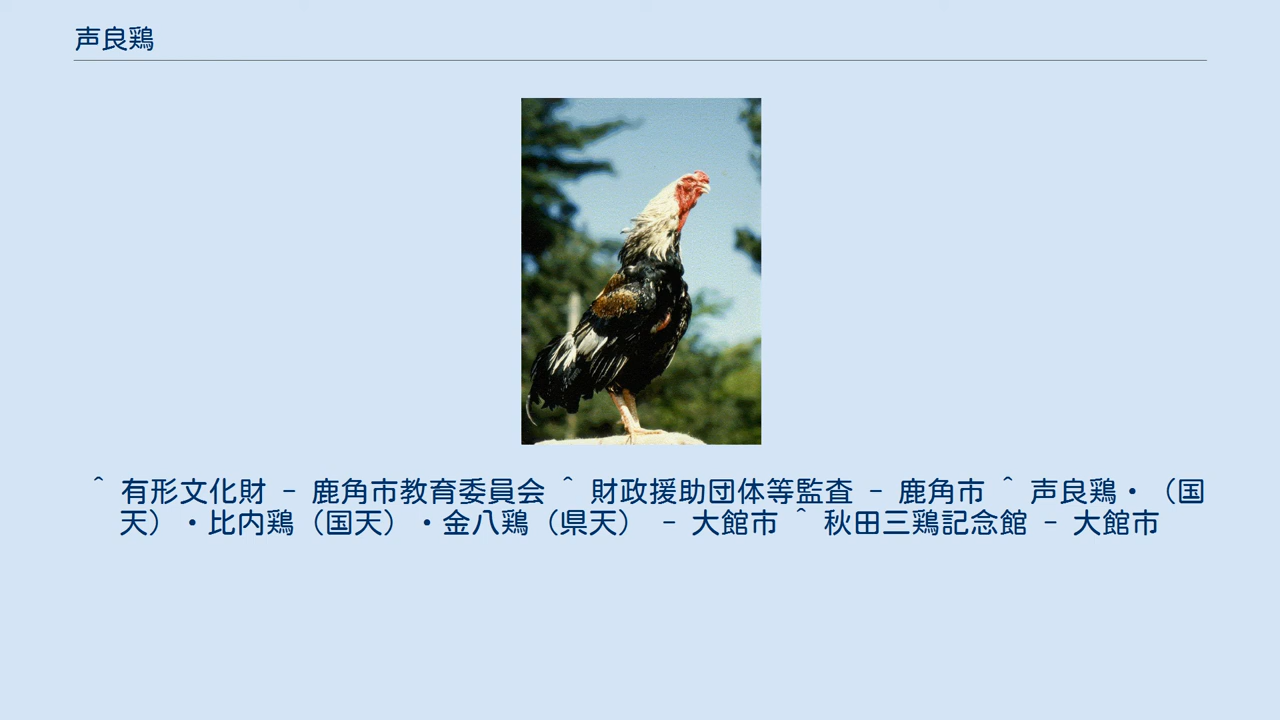 声良鶏
^ 有形文化財 - 鹿角市教育委員会 ^ 財政援助団体等監査 - 鹿角市 ^ 声良鶏・（国
天）・比内鶏（国天）・金八鶏（県天） - 大館市 ^ 秋田三鶏記念館 - 大館市